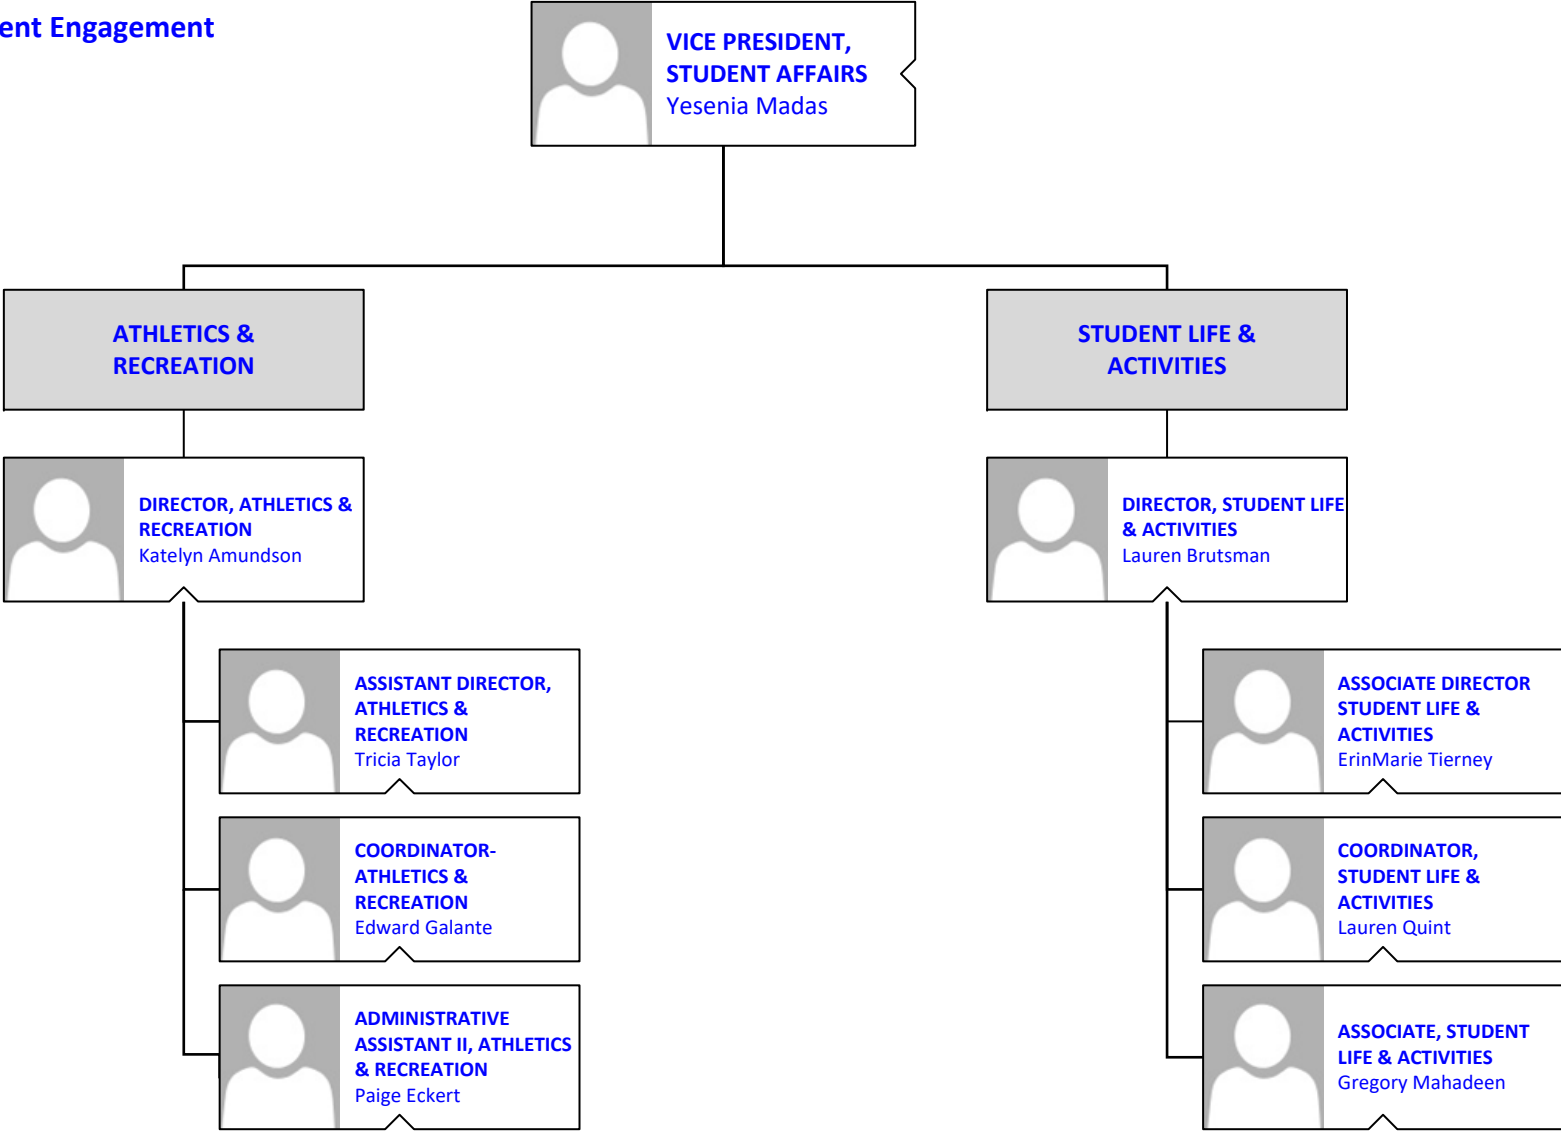 ent Engagement
VICE PRESIDENT,
STUDENT AFFAIRS
Yesenia Madas
ATHLETICS &
RECREATION
STUDENT LIFE &
ACTIVITIES
DIRECTOR, ATHLETICS &
RECREATION
Katelyn Amundson
DIRECTOR, STUDENT LIFE
& ACTIVITIES
Lauren Brutsman
ASSISTANT DIRECTOR,
ATHLETICS &
RECREATION
Tricia Taylor
COORDINATOR-
ATHLETICS &
RECREATION
Edward Galante
ADMINISTRATIVE
ASSISTANT II, ATHLETICS
& RECREATION
Paige Eckert
ASSOCIATE DIRECTOR
STUDENT LIFE &
ACTIVITIES
ErinMarie Tierney
COORDINATOR,
STUDENT LIFE &
ACTIVITIES
Lauren Quint
ASSOCIATE, STUDENT
LIFE & ACTIVITIES
Gregory Mahadeen